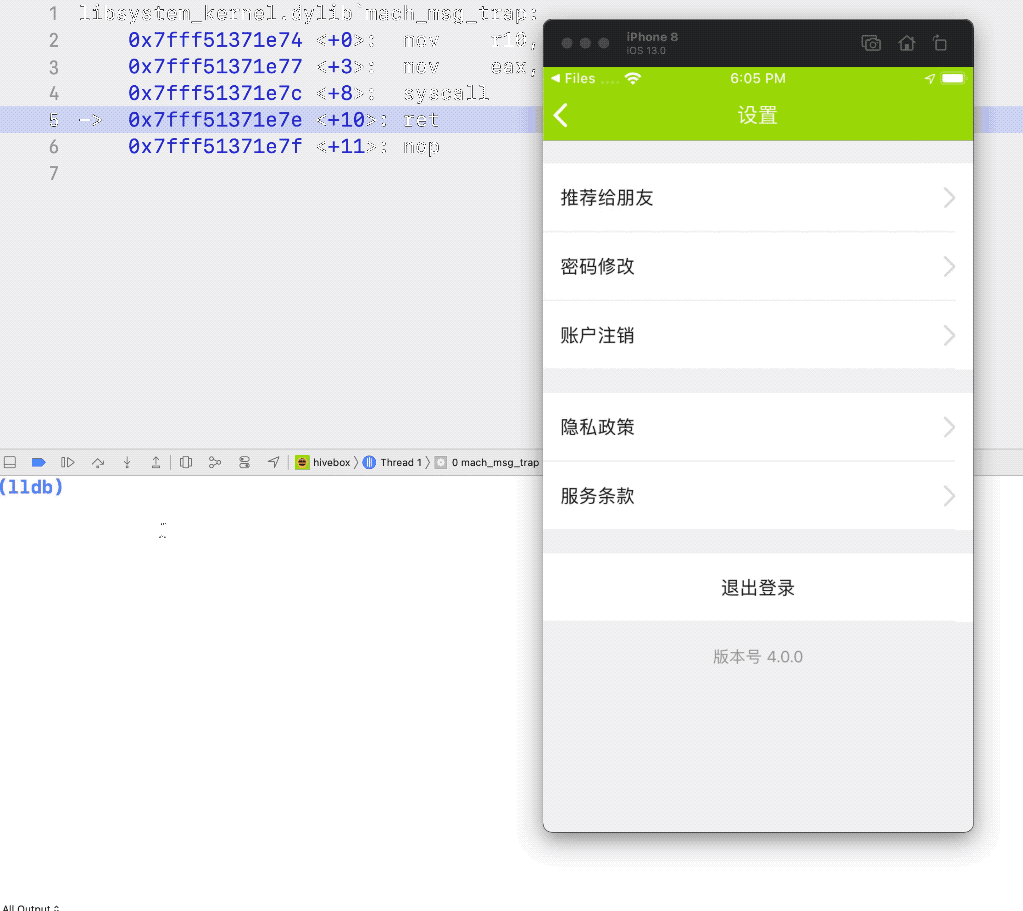 1 libsystem_kernel.dylib`mach_msg_trap:
2 0x7fff51371e74 <+0>: mov r10,
3 0x7fff51371e77 <+3>: mov eax,
4 0x7fff51371e7c <+8>: syscall
5 -> 0x7fff51371e7e <+10>: ret
6 0x7fff51371e7f <+11>: nop
7
hivebox 〉 Thread 1 〉 0 mach_msg_trap
(lldb)
All Output
iPhone 8
iOS 13.0
Files 6:05 PM
设置
推荐给朋友
密码修改
账户注销
隐私政策
服务条款
退出登录
版本号 4.0.0